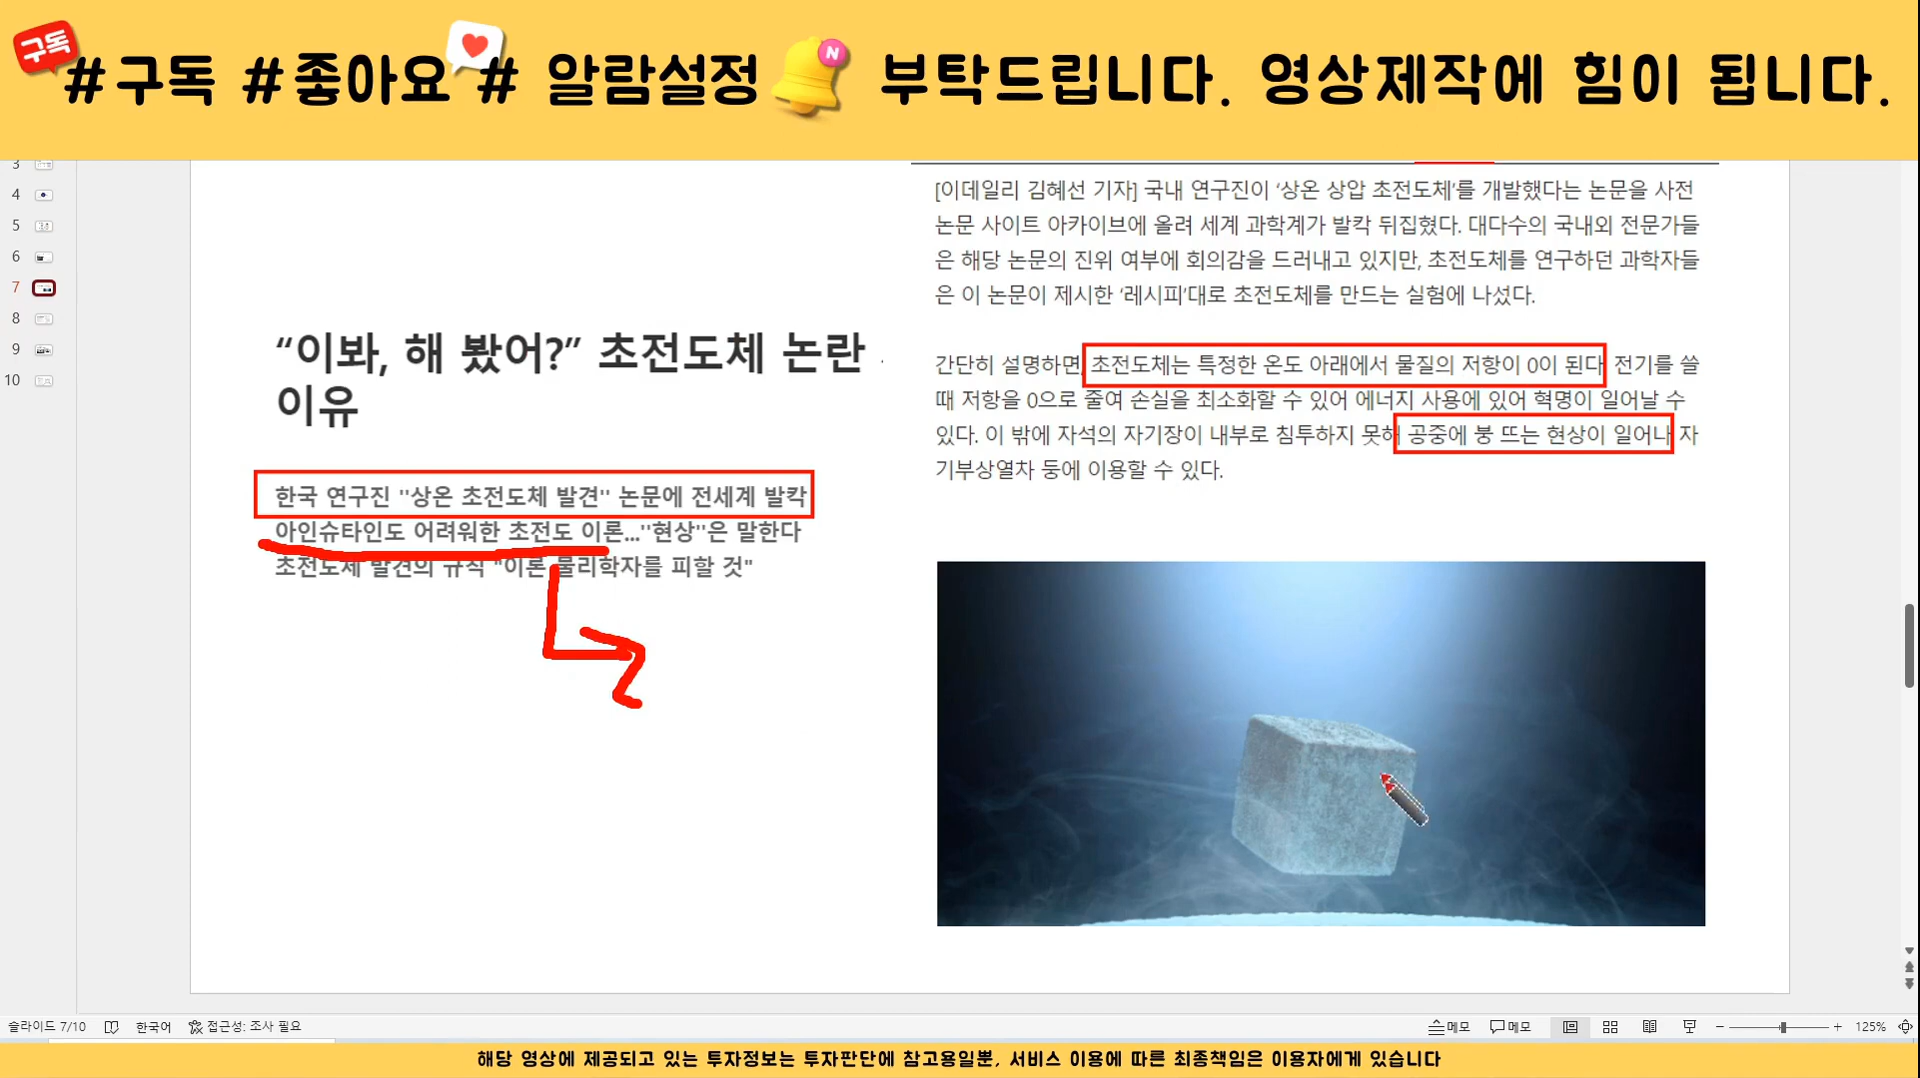 구독
#구독 #좋아요 # 알람설정 N 부탁드립니다. 영상제작에 힘이 됩니다.
3
4
5
6
7
8
9
10
“이봐, 해 봤어?” 초전도체 논란
이유
한국 연구진 "상온 초전도체 발견" 논문에 전세계 발칵
아인슈타인도 어려워한 초전도 이론..."현상"은 말한다
초전도체 발견의 규칙 "이론 물리학자를 피할 것"
[이데일리 김혜선 기자] 국내 연구진이 ‘상온 상압 초전도체’를 개발했다는 논문을 사전
논문 사이트 아카이브에 올려 세계 과학계가 발칵 뒤집혔다. 대다수의 국내외 전문가들
은 해당 논문의 진위 여부에 회의감을 드러내고 있지만, 초전도체를 연구하던 과학자들
은 이 논문이 제시한 ‘레시피’대로 초전도체를 만드는 실험에 나섰다.
간단히 설명하면, 초전도체는 특정한 온도 아래에서 물질의 저항이 0이 된다. 전기를 쓸
때 저항을 0으로 줄여 손실을 최소화할 수 있어 에너지 사용에 있어 혁명이 일어날 수
있다. 이 밖에 자석의 자기장이 내부로 침투하지 못해 공중에 붕 뜨는 현상이 일어나 자
기부상열차 둥에 이용할 수 있다.
슬라이드 7/10 한국어 접근성: 조사 필요 메모 메모 125%
해당 영상에 제공되고 있는 투자정보는 투자판단에 참고용일뿐, 서비스 이용에 따른 최종책임은 이용자에게 있습니다